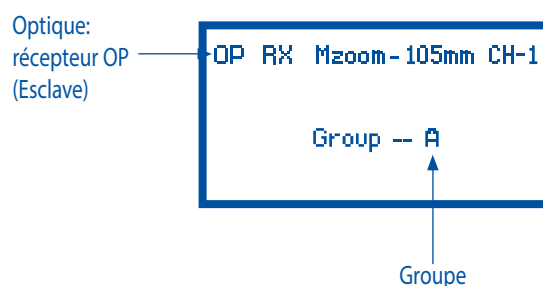 Optique:
récepteur OP
(Esclave)
OP RX Mzoom-105mm CH-1
Group -- A
Groupe